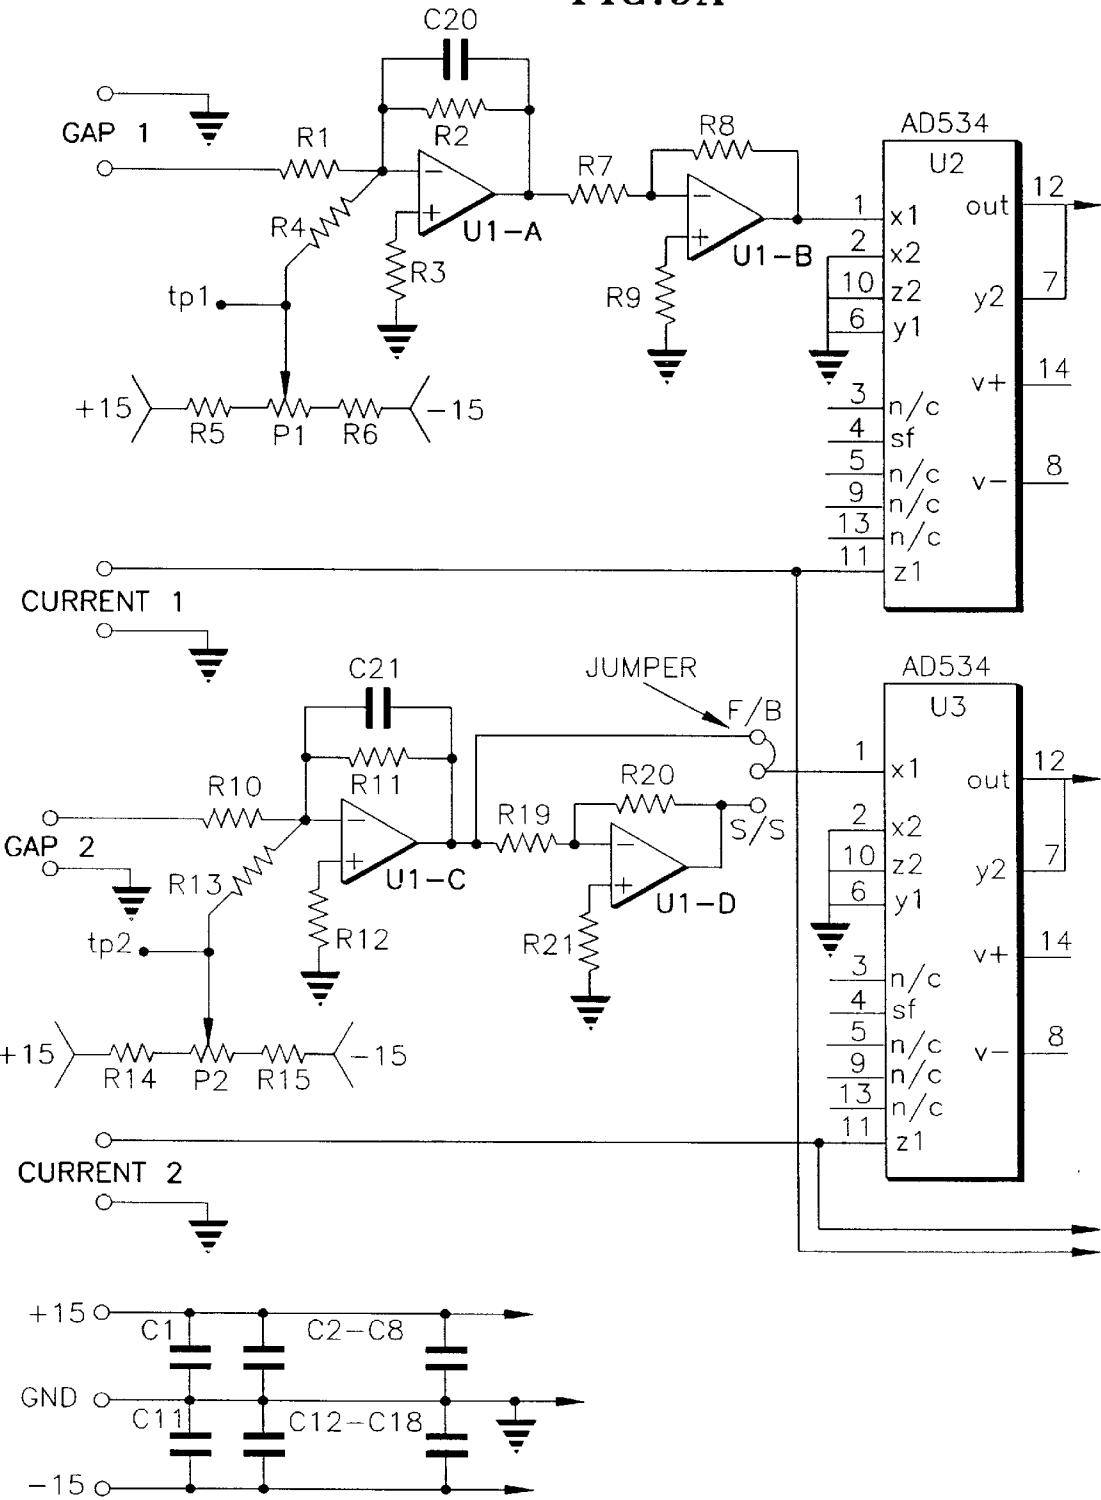 C20
GAP 1
R1
R2
R7
R8
AD534
U2
R4
−
+
U1−A
−
+
U1−B
R3
R9
tp1
+15
R5
P1
R6
−15
1 x1
2 x2
10 z2
6 y1
3 n/c
4 sf
5 n/c
9 n/c
13 n/c
11 z1
out 12
y2 7
v+ 14
v− 8
CURRENT 1
C21
JUMPER
F/B
AD534
U3
R10
R11
R19
R20
S/S
GAP 2
R13
−
+
U1−C
−
+
U1−D
R12
R21
tp2
+15
R14
P2
R15
−15
1 x1
2 x2
10 z2
6 y1
3 n/c
4 sf
5 n/c
9 n/c
13 n/c
11 z1
out 12
y2 7
v+ 14
v− 8
CURRENT 2
+15
C1
C2−C8
GND
C11
C12−C18
−15